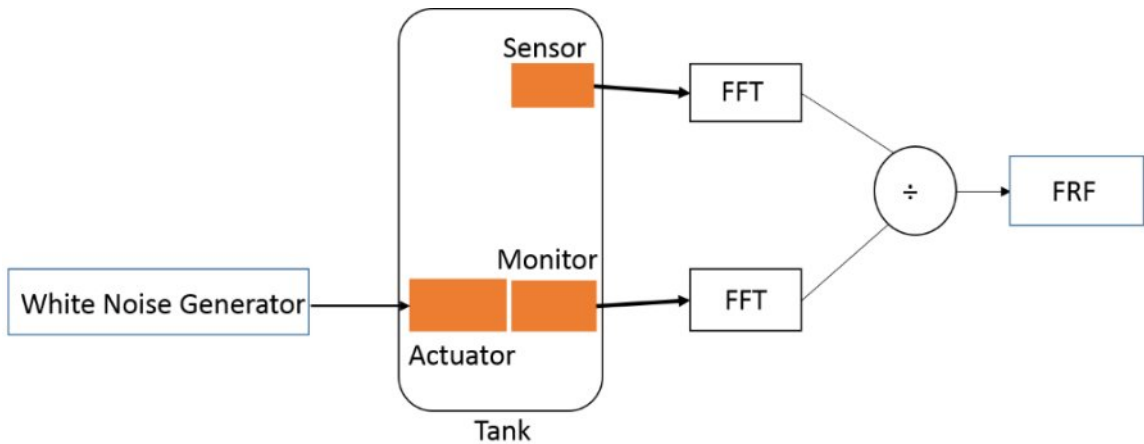 Sensor
FFT
÷
FRF
Monitor
White Noise Generator
FFT
Actuator
Tank